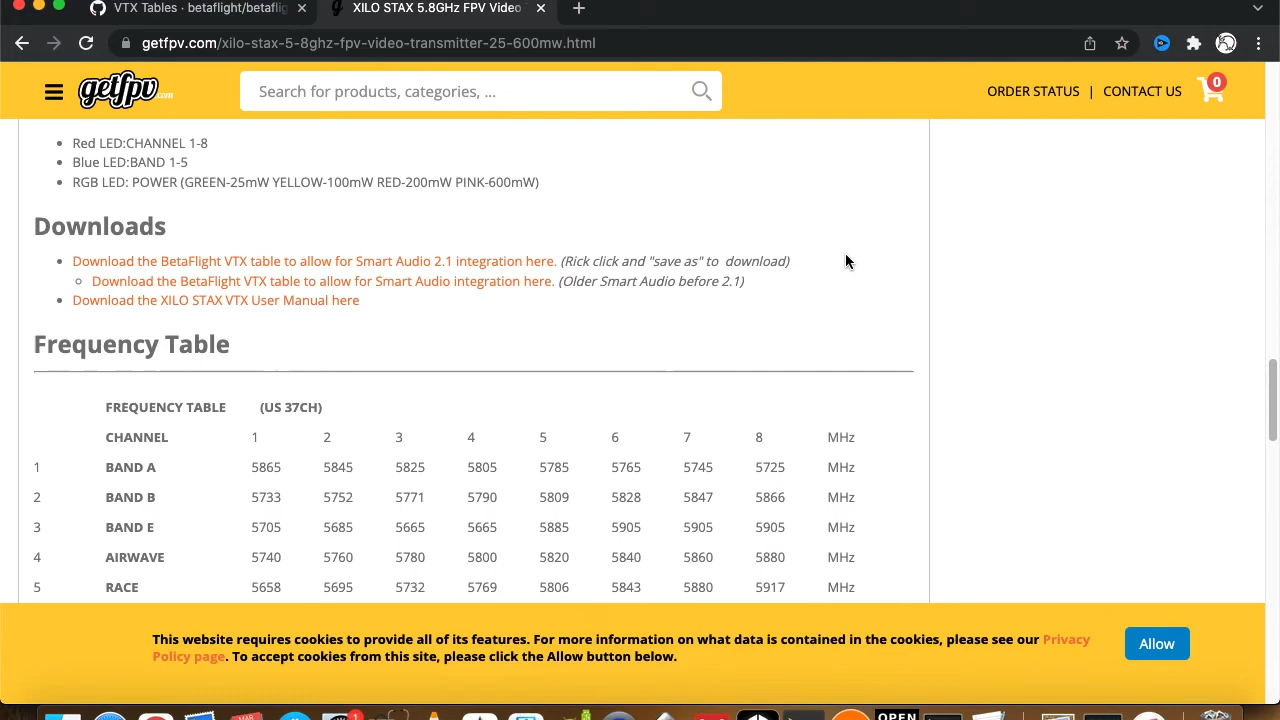 VTX Tables · betaflight/betaflig
XILO STAX 5.8GHz FPV Video
getfpv.com/xilo-stax-5-8ghz-fpv-video-transmitter-25-600mw.html
getfpv.com
Search for products, categories, ...
ORDER STATUS | CONTACT US
0
Red LED:CHANNEL 1-8
Blue LED:BAND 1-5
RGB LED: POWER (GREEN-25mW YELLOW-100mW RED-200mW PINK-600mW)
Downloads
Download the BetaFlight VTX table to allow for Smart Audio 2.1 integration here. (Rick click and "save as" to download)
Download the BetaFlight VTX table to allow for Smart Audio integration here. (Older Smart Audio before 2.1)
Download the XILO STAX VTX User Manual here
Frequency Table
FREQUENCY TABLE (US 37CH)
CHANNEL 1 2 3 4 5 6 7 8 MHz
1 BAND A 5865 5845 5825 5805 5785 5765 5745 5725 MHz
2 BAND B 5733 5752 5771 5790 5809 5828 5847 5866 MHz
3 BAND E 5705 5685 5665 5665 5885 5905 5905 5905 MHz
4 AIRWAVE 5740 5760 5780 5800 5820 5840 5860 5880 MHz
5 RACE 5658 5695 5732 5769 5806 5843 5880 5917 MHz
This website requires cookies to provide all of its features. For more information on what data is contained in the cookies, please see our Privacy
Policy page. To accept cookies from this site, please click the Allow button below.
Allow
MAR
1
OPEN